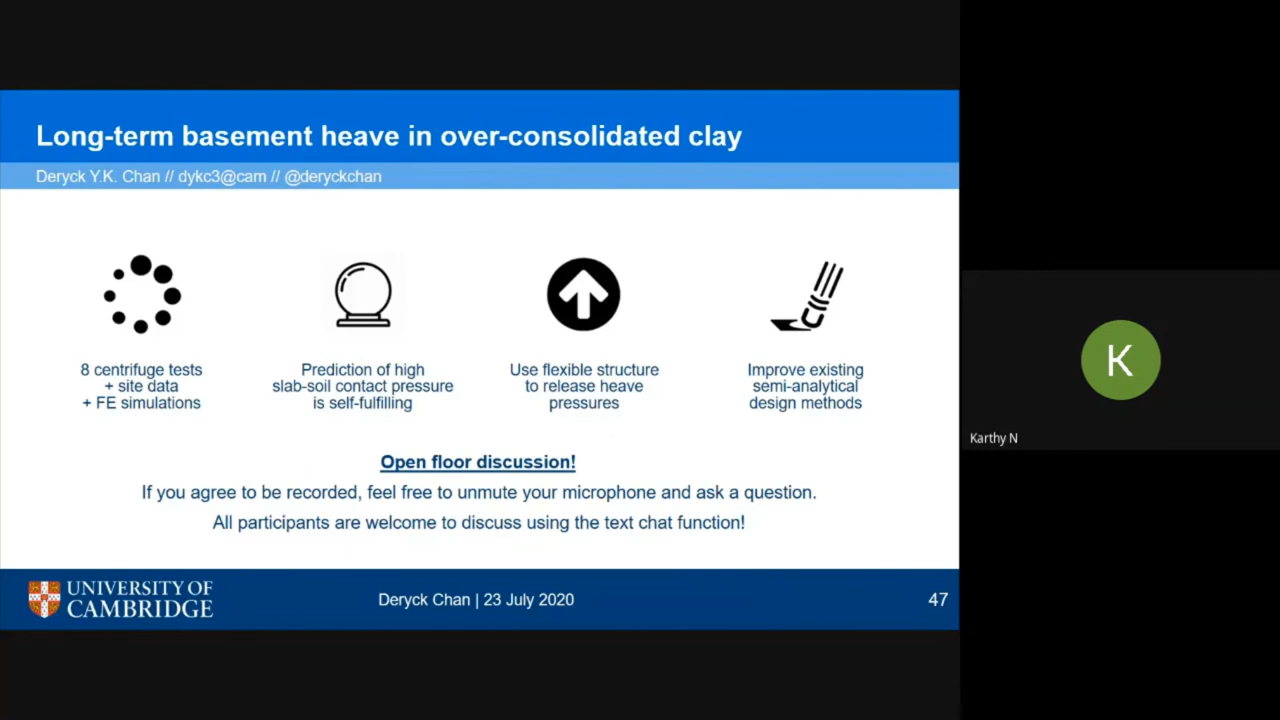 Long-term basement heave in over-consolidated clay
Deryck Y.K. Chan // dykc3@cam // @deryckchan
8 centrifuge tests
+ site data
+ FE simulations
Prediction of high
slab-soil contact pressure
is self-fulfilling
Use flexible structure
to release heave
pressures
Improve existing
semi-analytical
design methods
Open floor discussion!
If you agree to be recorded, feel free to unmute your microphone and ask a question.
All participants are welcome to discuss using the text chat function!
UNIVERSITY OF
CAMBRIDGE
Deryck Chan | 23 July 2020
47
K
Karthy N